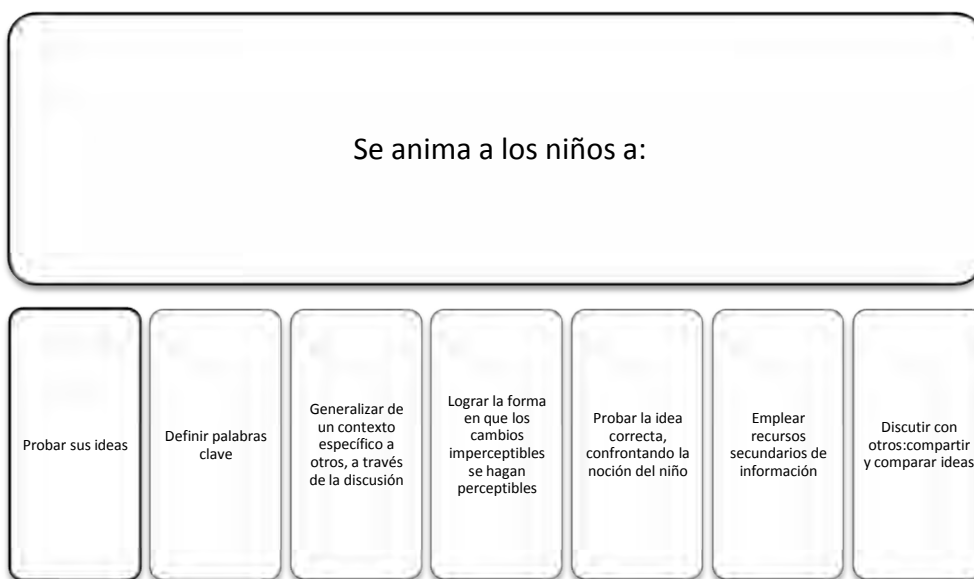 Se anima a los niños a:
Probar sus ideas
Definir palabras
clave
Generalizar de
un contexto
específico a
otros, a través
de la discusión
Lograr la forma
en que los
cambios
imperceptibles
se hagan
perceptibles
Probar la idea
correcta,
confrontando la
noción del niño
Emplear
recursos
secundarios de
información
Discutir con
otros:compartir
y comparar ideas